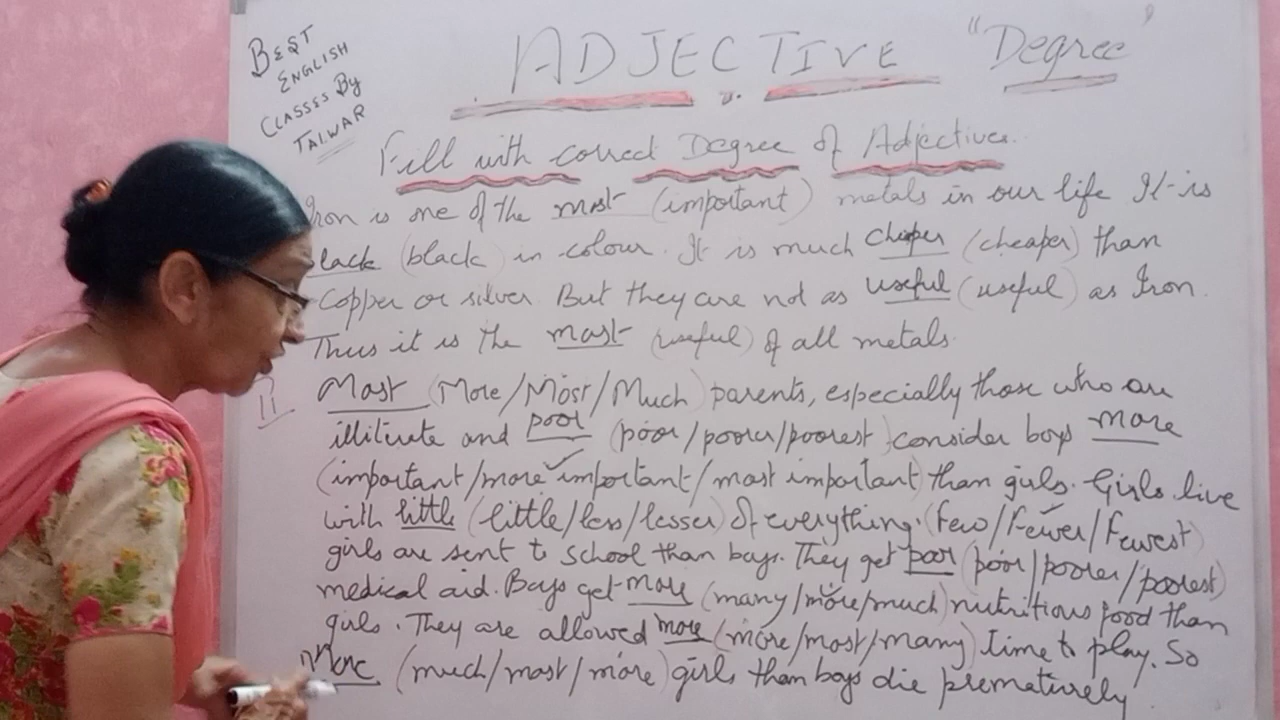 BEST
ENGLISH
CLASSES By
TALWAR
ADJECTIVE "Degree"
Fill with correct Degree of Adjectives.
Iron is one of the most (important) metals in our life It is
lack (black) in colour. It is much cheaper (cheaper) than
copper or silver. But they are not as useful (useful) as Iron.
Thus it is the most (useful) of all metals.
II Most (More/Most/Much) parents, especially those who are
illiterate and poor (poor/poorer/poorest) consider boys more
(important/more important/most important) than girls. Girls live
with little (little/less/lesser) of everything. (Few/Fewer/Fewest)
girls are sent to school than boys. They get poor (poor/poorer/poorest)
medical aid. Boys get more (many/more/much) nutritious food than
girls. They are allowed more (more/most/many) time to play. So
More (much/most/more) girls than boys die prematurely.